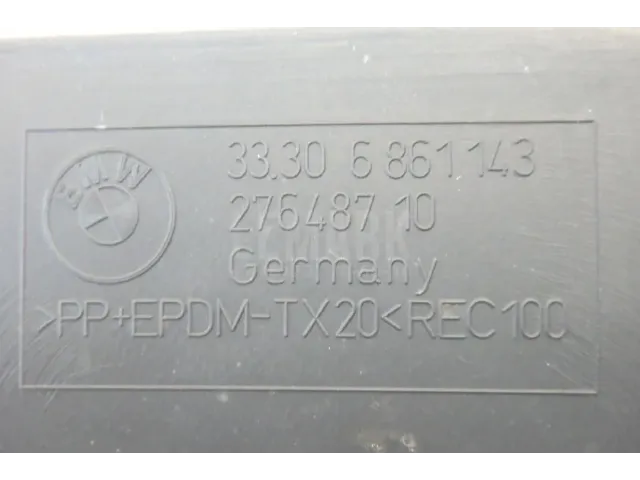 BMW
33.30 6 861 143
276487 10
Germany
>PP+EPDM-TX20<REC100